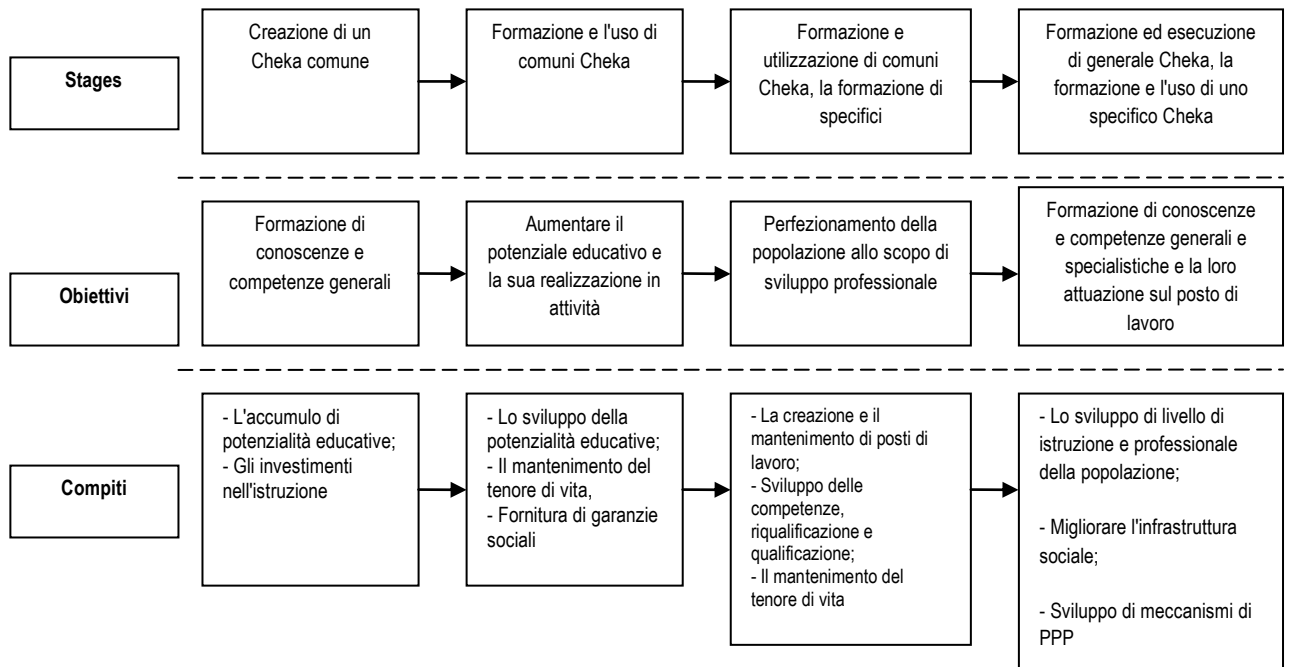 Stages
Creazione di un
Cheka comune
Formazione e l'uso di
comuni Cheka
Formazione e
utilizzazione di comuni
Cheka, la formazione di
specifici
Formazione ed esecuzione
di generale Cheka, la
formazione e l'uso di uno
specifico Cheka
Obiettivi
Formazione di
conoscenze e
competenze generali
Aumentare il
potenziale educativo e
la sua realizzazione in
attività
Perfezionamento della
popolazione allo scopo di
sviluppo professionale
Formazione di conoscenze
e competenze generali e
specialistiche e la loro
attuazione sul posto di
lavoro
Compiti
- L'accumulo di
potenzialità educative;
- Gli investimenti
nell'istruzione
- Lo sviluppo della
potenzialità educative;
- Il mantenimento del
tenore di vita,
- Fornitura di garanzie
sociali
- La creazione e il
mantenimento di posti di
lavoro;
- Sviluppo delle
competenze,
riqualificazione e
qualificazione;
- Il mantenimento del
tenore di vita
- Lo sviluppo di livello di
istruzione e professionale
della popolazione;
- Migliorare l'infrastruttura
sociale;
- Sviluppo di meccanismi di
PPP